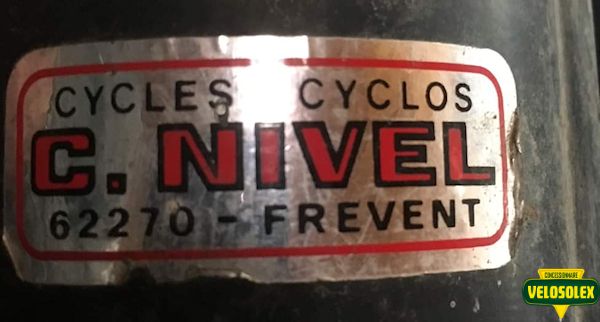 CYCLES CYCLOS
C. NIVEL
62270 - FREVENT
CONCESSIONNAIRE
VELOSOLEX